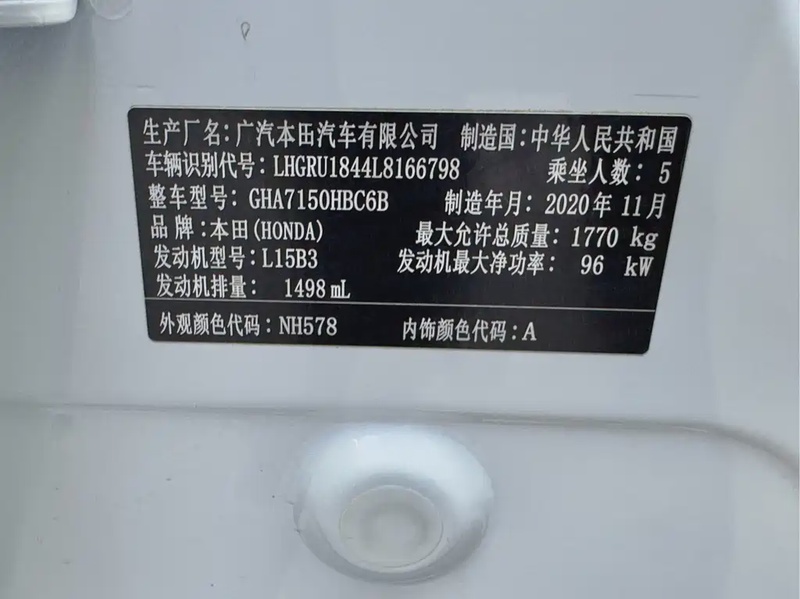 生产厂名：广汽本田汽车有限公司 制造国：中华人民共和国
车辆识别代号：LHGRU1844L8166798 乘坐人数：5
整车型号：GHA7150HBC6B 制造年月：2020年11月
品牌：本田(HONDA) 最大允许总质量：1770 kg
发动机型号：L15B3 发动机最大净功率：96 kW
发动机排量：1498 mL
外观颜色代码：NH578 内饰颜色代码：A